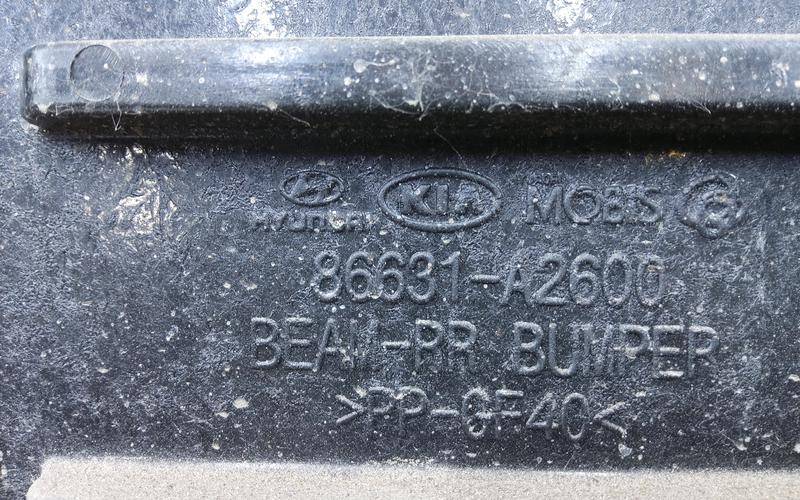 HYUNDAI KIA MOBIS
86631-A2600
BEAM-RR BUMPER
>PP-GF40<